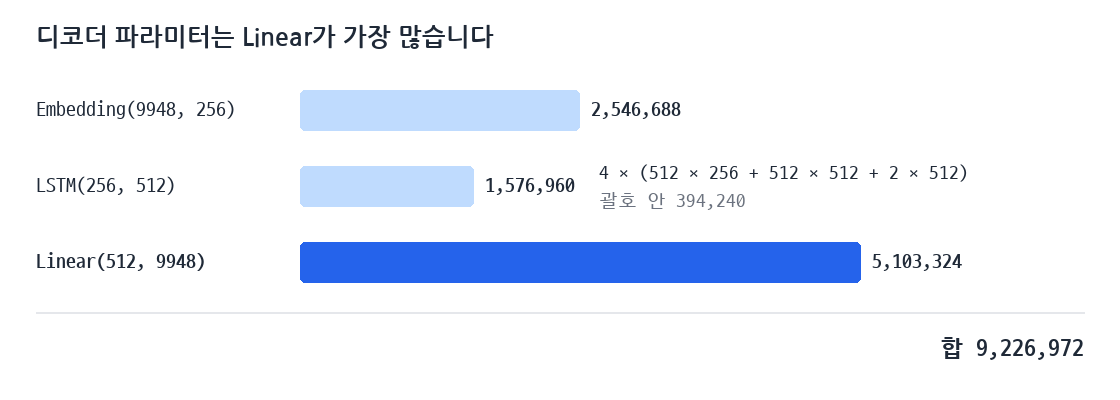 디코더 파라미터는 Linear가 가장 많습니다
Embedding(9948, 256) 2,546,688
LSTM(256, 512) 1,576,960 4 × (512 × 256 + 512 × 512 + 2 × 512)
괄호 안 394,240
Linear(512, 9948) 5,103,324
합 9,226,972